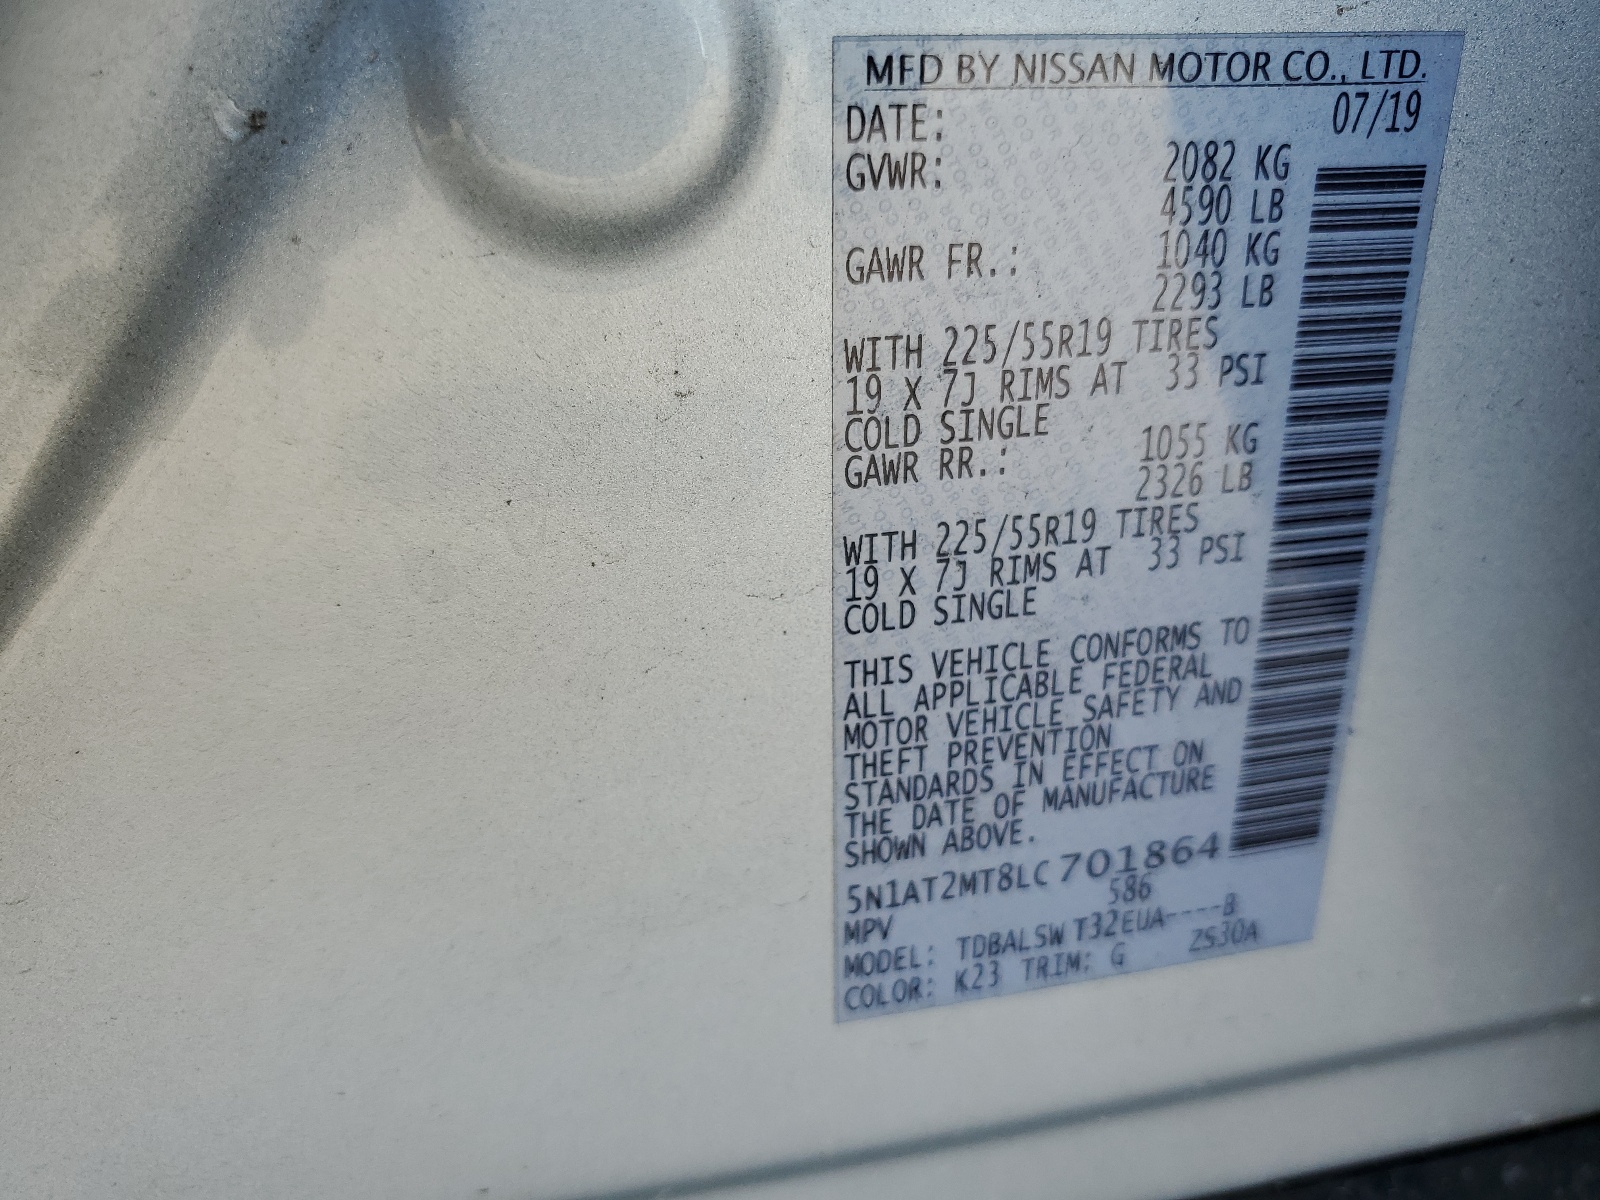 MFD BY NISSAN MOTOR CO., LTD.
DATE: 07/19
GVWR: 2082 KG
4590 LB
GAWR FR.: 1040 KG
2293 LB
WITH 225/55R19 TIRES
19 X 7J RIMS AT 33 PSI
COLD SINGLE
GAWR RR.: 1055 KG
2326 LB
WITH 225/55R19 TIRES
19 X 7J RIMS AT 33 PSI
COLD SINGLE
THIS VEHICLE CONFORMS TO
ALL APPLICABLE FEDERAL
MOTOR VEHICLE SAFETY AND
THEFT PREVENTION
STANDARDS IN EFFECT ON
THE DATE OF MANUFACTURE
SHOWN ABOVE.
5N1AT2MT8LC701864
MPV 586
MODEL: TDBALSW T32EUA----B
COLOR: K23 TRIM: G ZS30A